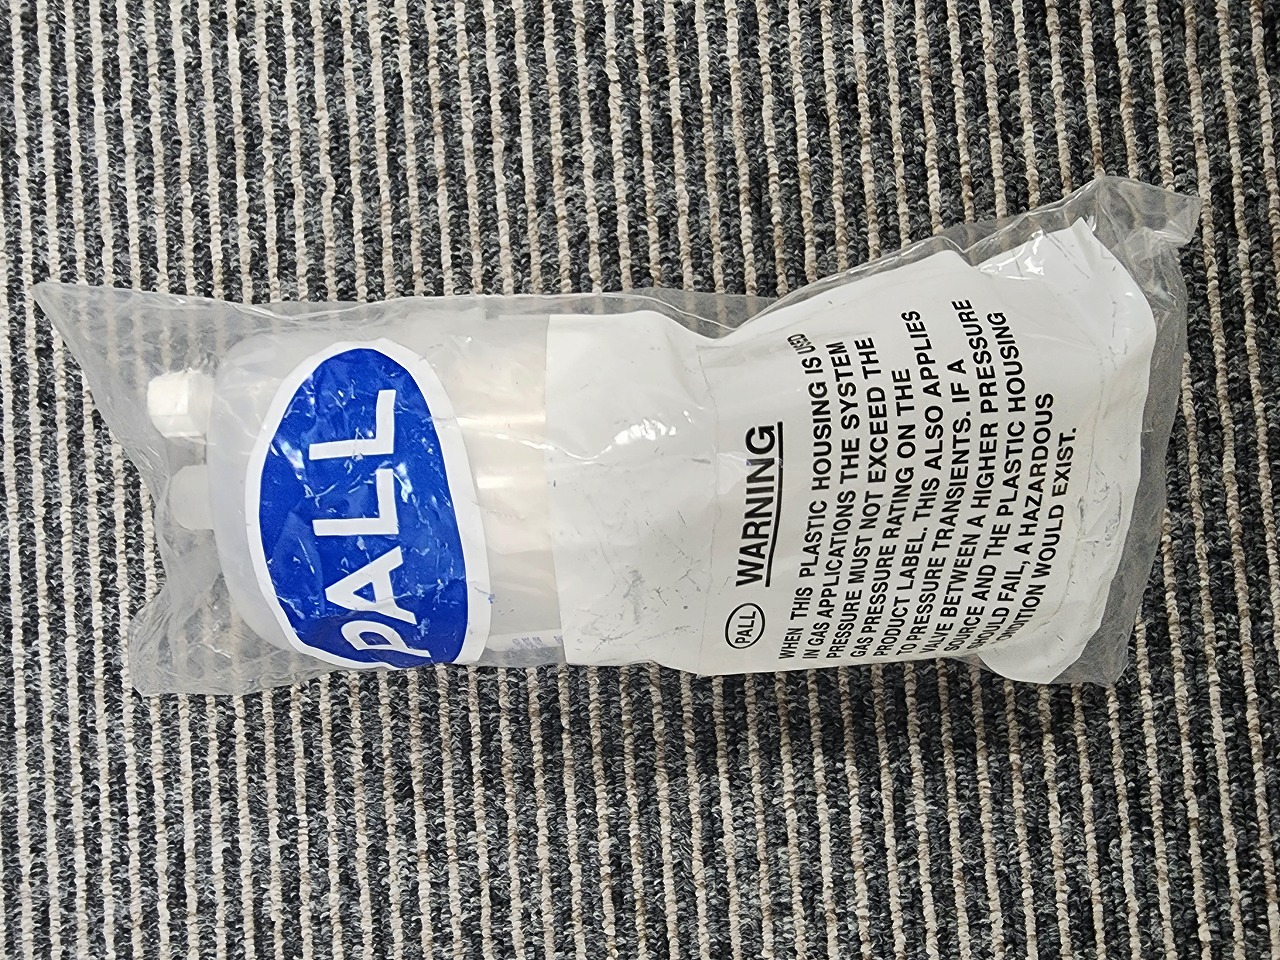 PALL
PALL
WARNING
WHEN THIS PLASTIC HOUSING IS USED
IN GAS APPLICATIONS THE SYSTEM
PRESSURE MUST NOT EXCEED THE
GAS PRESSURE RATING ON THE
PRODUCT LABEL. THIS ALSO APPLIES
TO PRESSURE TRANSIENTS. IF A
VALVE BETWEEN A HIGHER PRESSURE
SOURCE AND THE PLASTIC HOUSING
SHOULD FAIL, A HAZARDOUS
CONDITION WOULD EXIST.